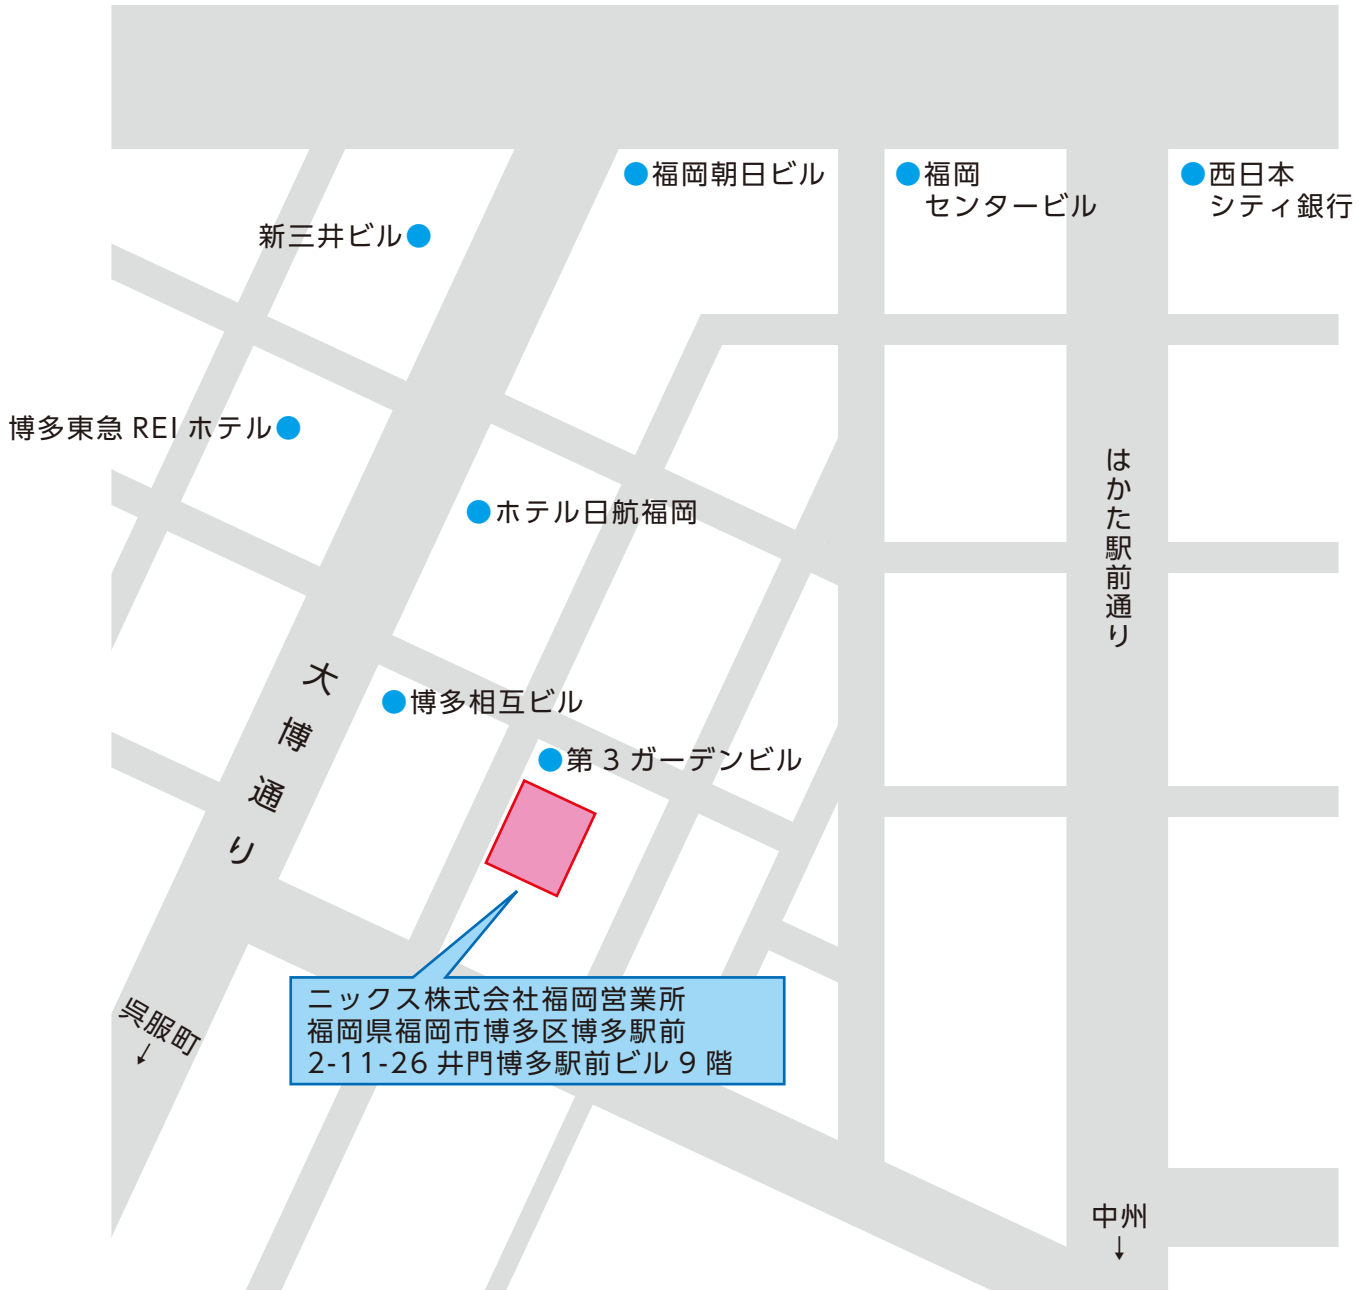 福岡朝日ビル
福岡
センタービル
西日本
シティ銀行
新三井ビル
博多東急 REI ホテル
ホテル日航福岡
はかた駅前通り
大博通り
博多相互ビル
第 3 ガーデンビル
ニックス株式会社福岡営業所
福岡県福岡市博多区博多駅前
2-11-26 井門博多駅前ビル 9 階
呉服町
↓
中州
↓